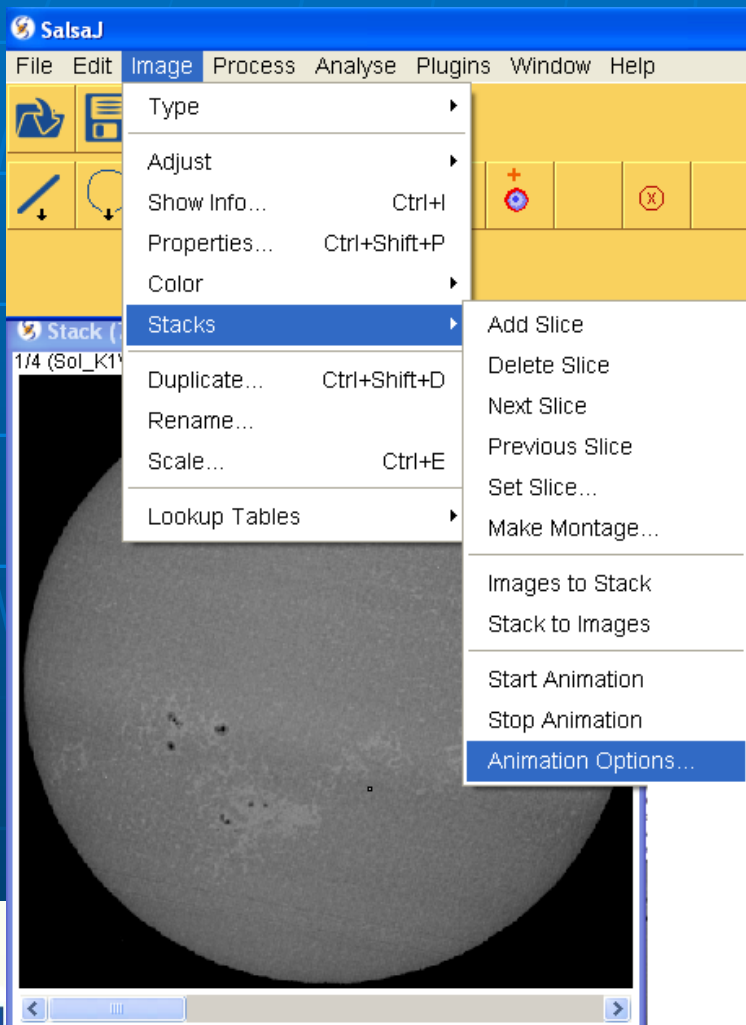 SalsaJ
File Edit Image Process Analyse Plugins Window Help
Type
Adjust
Show Info... Ctrl+I
Properties... Ctrl+Shift+P
Color
Stacks
Duplicate... Ctrl+Shift+D
Rename...
Scale... Ctrl+E
Lookup Tables
Add Slice
Delete Slice
Next Slice
Previous Slice
Set Slice...
Make Montage...
Images to Stack
Stack to Images
Start Animation
Stop Animation
Animation Options...
Stack (
1/4 (Sol_K1